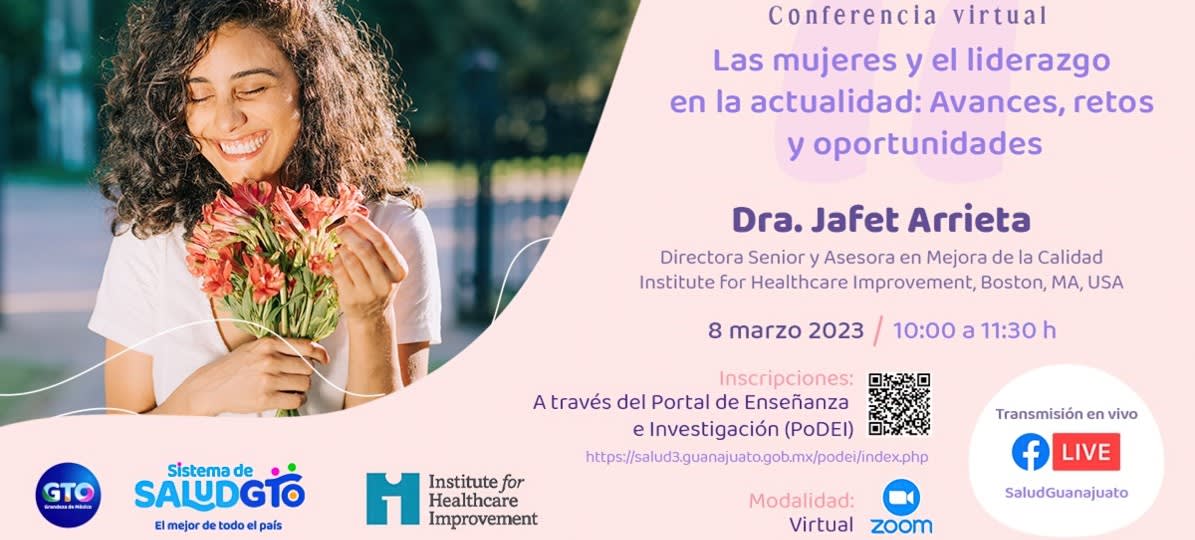 Conferencia virtual
Las mujeres y el liderazgo
en la actualidad: Avances, retos
y oportunidades
Dra. Jafet Arrieta
Directora Senior y Asesora en Mejora de la Calidad
Institute for Healthcare Improvement, Boston, MA, USA
8 marzo 2023 / 10:00 a 11:30 h
Inscripciones:
A través del Portal de Enseñanza
e Investigación (PoDEI)
https://salud3.guanajuato.gob.mx/podei/index.php
Modalidad:
Virtual
zoom
Transmisión en vivo
f LIVE
SaludGuanajuato
GTO
Grandeza de México
Sistema de
SALUDGTO
El mejor de todo el país
Institute for
Healthcare
Improvement